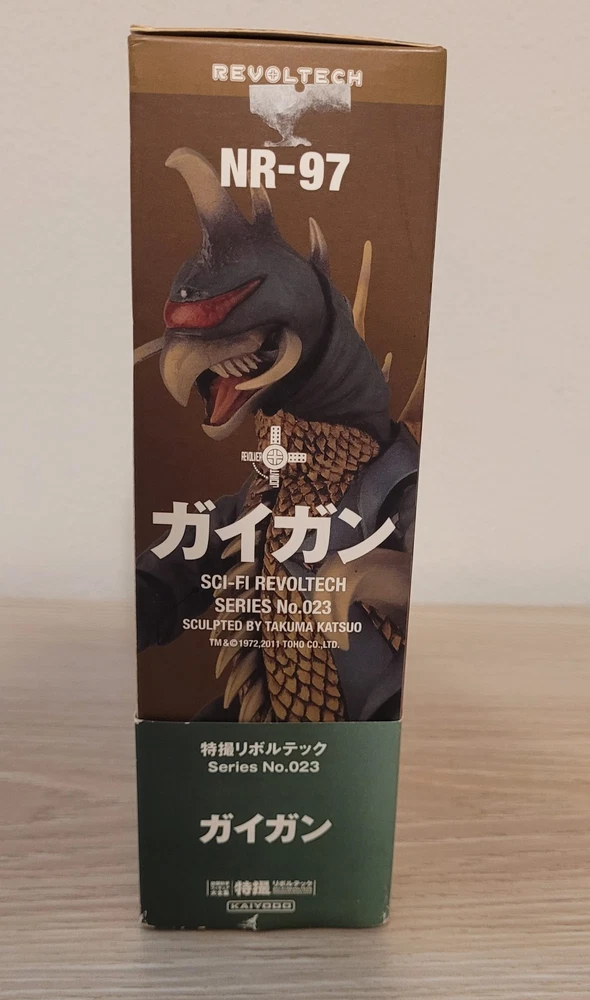 REVOLTECH
NR-97
REVOLVER
ガイガン
SCI-FI REVOLTECH
SERIES No.023
SCULPTED BY TAKUMA KATSUO
TM&©1972,2011 TOHO CO.,LTD.
特撮リボルテック
Series No.023
ガイガン
特撮 リボルテック
KAIYODO